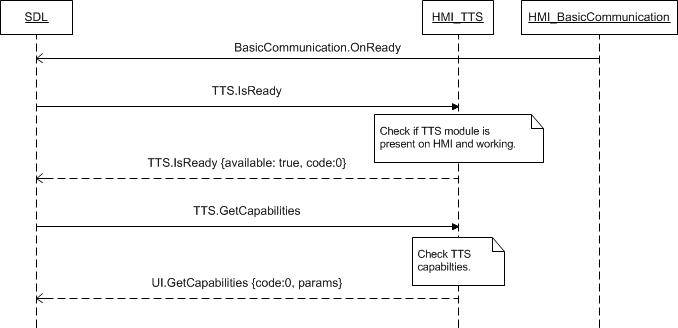 SDL
HMI_TTS
HMI_BasicCommunication
BasicCommunication.OnReady
TTS.IsReady
Check if TTS module is
present on HMI and working.
TTS.IsReady {available: true, code:0}
TTS.GetCapabilities
Check TTS
capabilties.
UI.GetCapabilities {code:0, params}